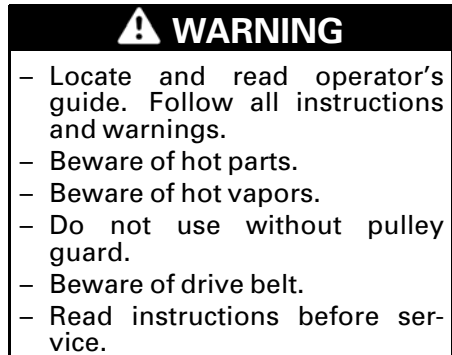 WARNING
– Locate and read operator's
guide. Follow all instructions
and warnings.
– Beware of hot parts.
– Beware of hot vapors.
– Do not use without pulley
guard.
– Beware of drive belt.
– Read instructions before ser-
vice.